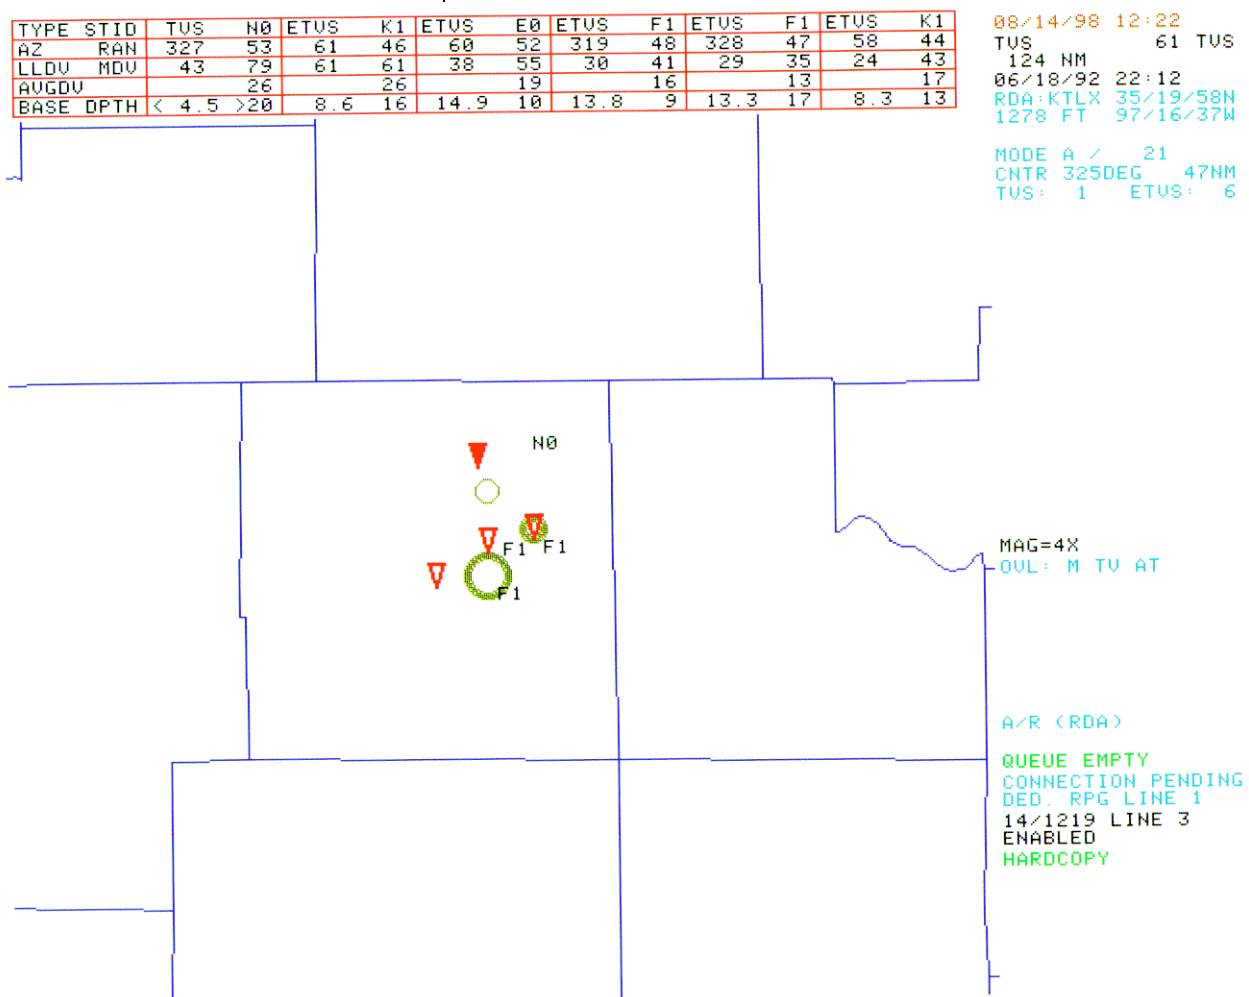 TYPE STID TVS N0 ETVS K1 ETVS E0 ETVS F1 ETVS F1 ETVS K1
AZ RAN 327 53 61 46 60 52 319 48 328 47 58 44
LLDV MDV 43 79 61 61 38 55 30 41 29 35 24 43
AVGDV 26 26 19 16 13 17
BASE DPTH < 4.5 >20 8.6 16 14.9 10 13.8 9 13.3 17 8.3 13
08/14/98 12:22
TVS 61 TVS
124 NM
06/18/92 22:12
RDA:KTLX 35/19/58N
1278 FT 97/16/37W
MODE A / 21
CNTR 325DEG 47NM
TVS: 1 ETVS: 6
N0
F1 F1
F1
MAG=4X
OVL: M TV AT
A/R (RDA)
QUEUE EMPTY
CONNECTION PENDING
DED. RPG LINE 1
14/1219 LINE 3
ENABLED
HARDCOPY